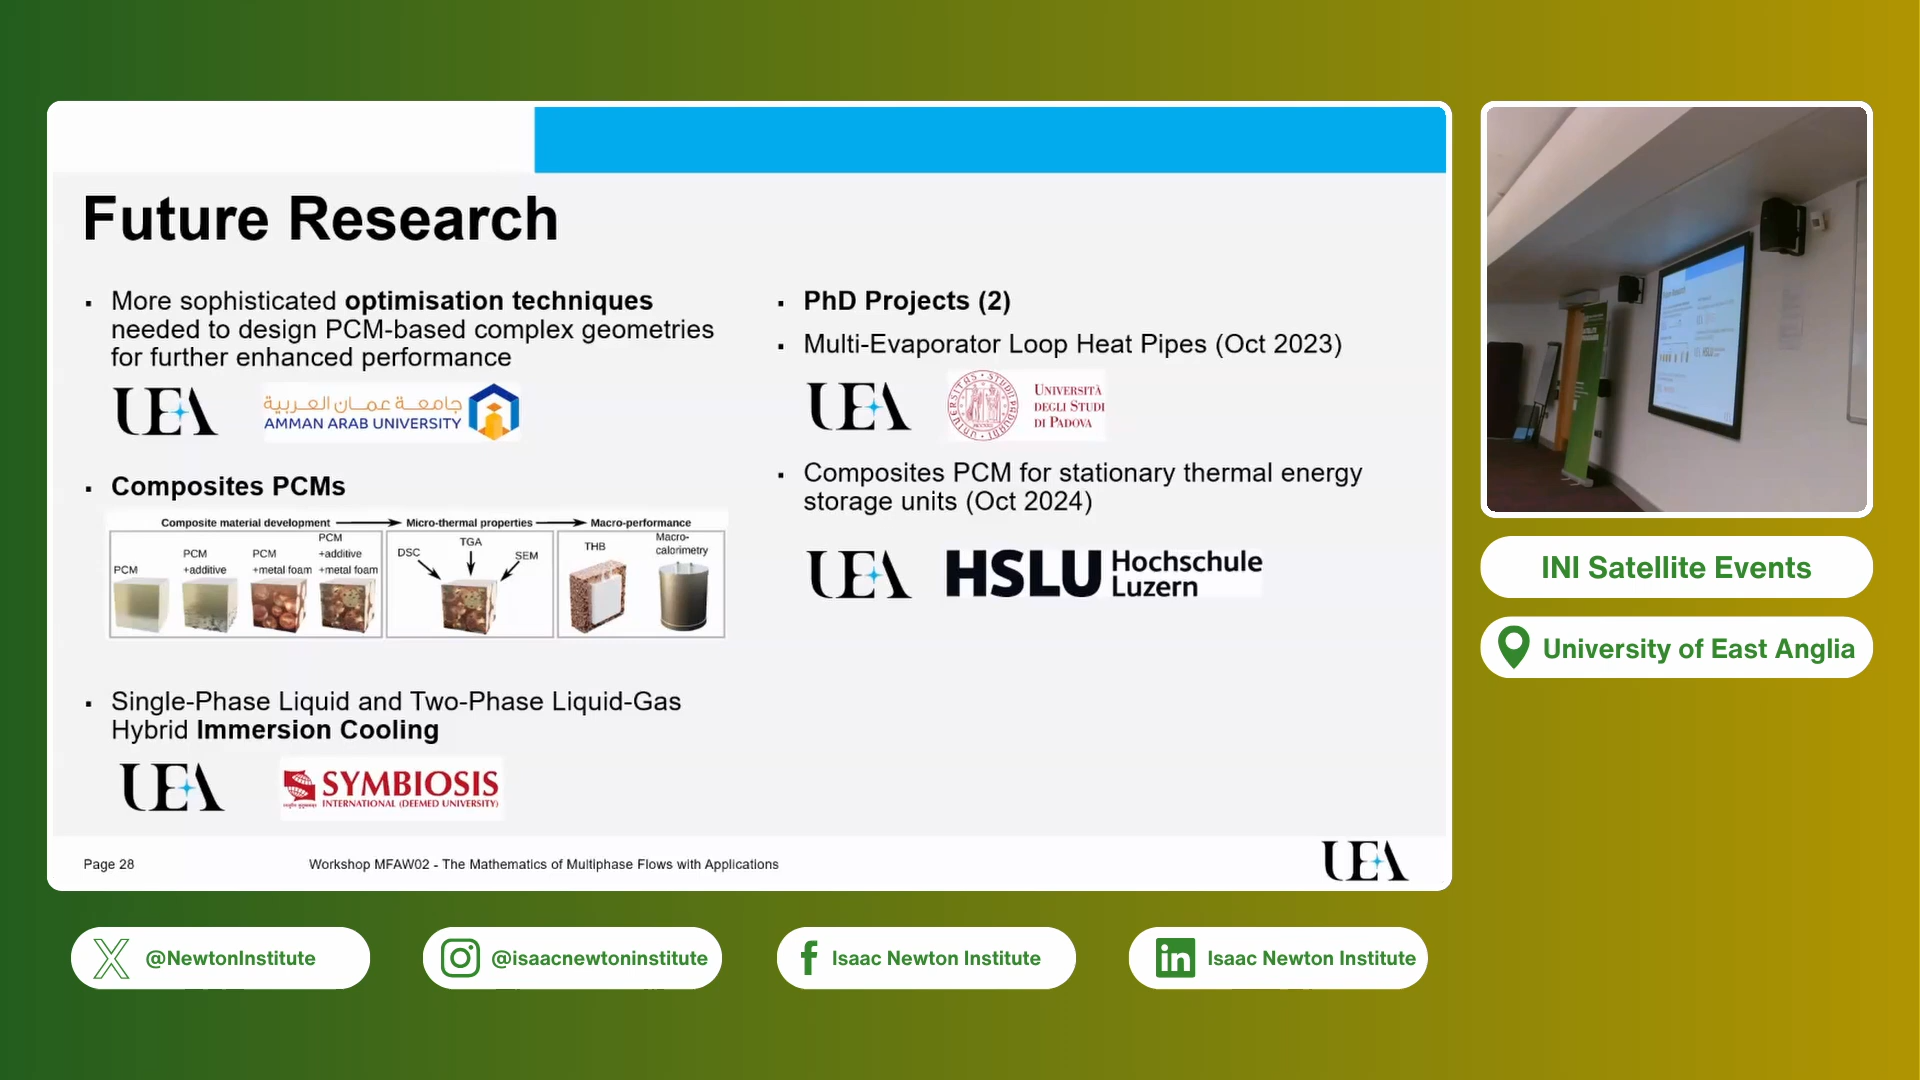 Future Research
▪ More sophisticated optimisation techniques
needed to design PCM-based complex geometries
for further enhanced performance
UEA
جامعة عمان العربية
AMMAN ARAB UNIVERSITY
▪ Composites PCMs
Composite material development
Micro-thermal properties
Macro-performance
PCM
PCM
+additive
PCM
+metal foam
PCM
+additive
+metal foam
DSC
TGA
SEM
THB
Macro-
calorimetry
▪ Single-Phase Liquid and Two-Phase Liquid-Gas
Hybrid Immersion Cooling
UEA
SYMBIOSIS
INTERNATIONAL (DEEMED UNIVERSITY)
▪ PhD Projects (2)
▪ Multi-Evaporator Loop Heat Pipes (Oct 2023)
UEA
UNIVERSITÀ
DEGLI STUDI
DI PADOVA
▪ Composites PCM for stationary thermal energy
storage units (Oct 2024)
UEA
HSLU Hochschule
Luzern
Page 28
Workshop MFAW02 - The Mathematics of Multiphase Flows with Applications
UEA
INI Satellite Events
University of East Anglia
@NewtonInstitute
@isaacnewtoninstitute
Isaac Newton Institute
Isaac Newton Institute